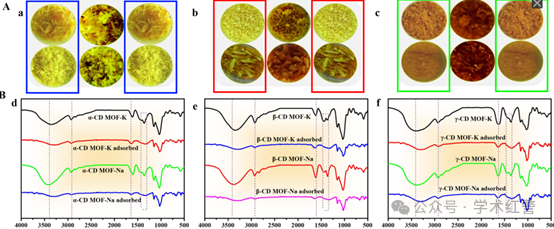 A
a
b
c
B
d
e
f
α-CD MOF-K
β-CD MOF-K
γ-CD MOF-K
α-CD MOF-K adsorbed
β-CD MOF-K adsorbed
γ-CD MOF-K adsorbed
α-CD MOF-Na
β-CD MOF-Na
γ-CD MOF-Na
α-CD MOF-Na adsorbed
β-CD MOF-Na adsorbed
γ-CD MOF-Na adsorbed
公众号 · 学术红管
4000 3500 3000 2500 2000 1500 1000 500
4000 3500 3000 2500 2000 1500 1000 500
4000 3500 3000 2500 2000 1500 1000 500